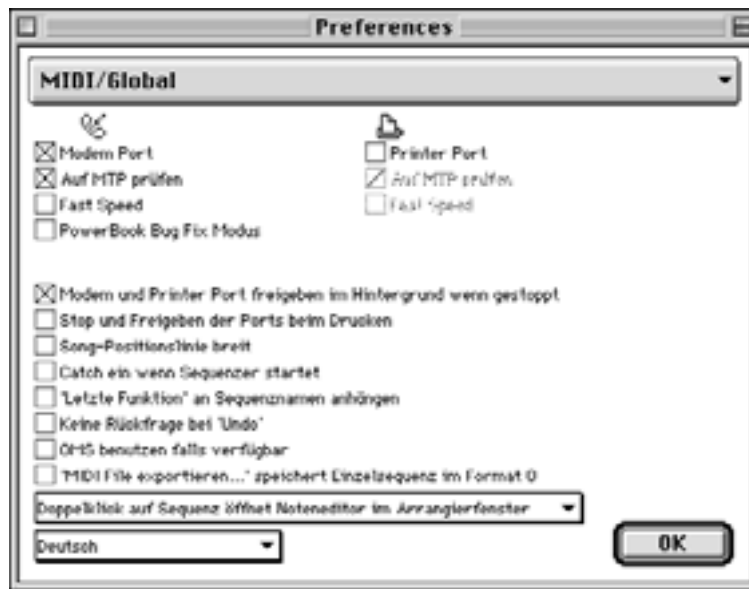 Preferences
MIDI/Global
Modem Port
Printer Port
Auf MTP prüfen
Auf MTP prüfen
Fast Speed
Fast Speed
PowerBook Bug Fix Modus
Modem und Printer Port freigeben im Hintergrund wenn gestoppt
Stop und Freigeben der Ports beim Drucken
Song-Positionslinie breit
Catch ein wenn Sequenzer startet
"Letzte Funktion" an Sequenznamen anhängen
Keine Rückfrage bei "Undo"
OMS benutzen falls verfügbar
"MIDI File exportieren..." speichert Einzelsequenz im Format 0
Doppelklick auf Sequenz öffnet Noteneditor im Arrangierfenster
Deutsch
OK